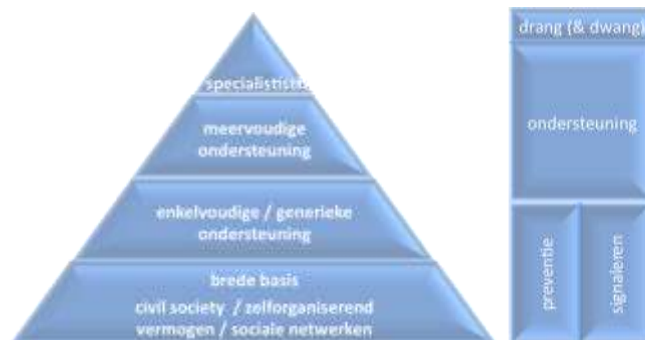 specialistisch
meervoudige
ondersteuning
enkelvoudige / generieke
ondersteuning
brede basis
civil society / zelforganiserend
vermogen / sociale netwerken
drang (& dwang)
ondersteuning
preventie
signaleren